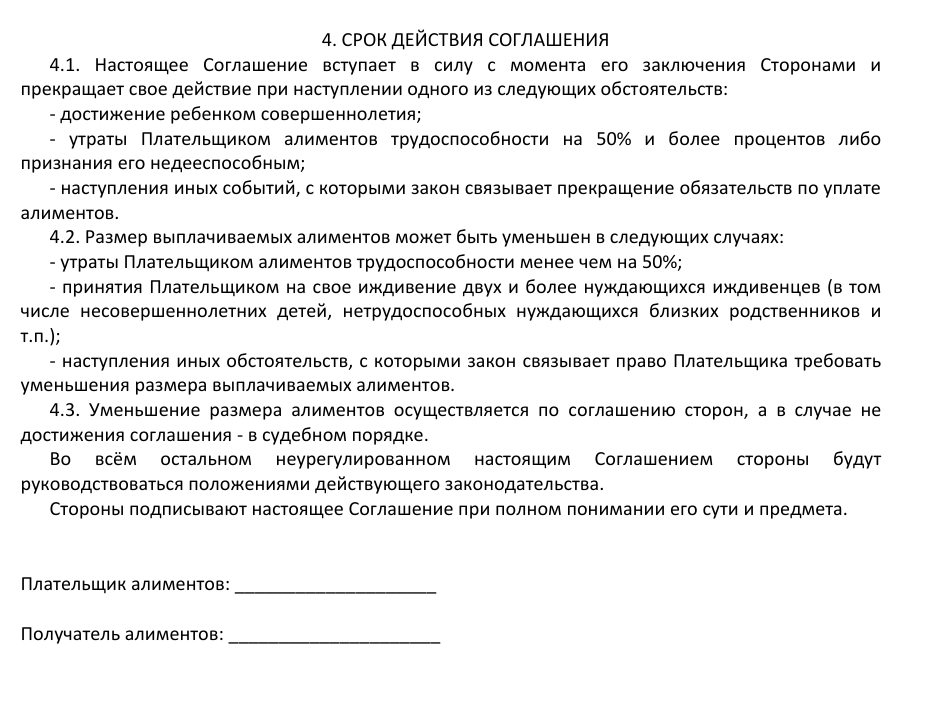 4. СРОК ДЕЙСТВИЯ СОГЛАШЕНИЯ
4.1. Настоящее Соглашение вступает в силу с момента его заключения Сторонами и
прекращает свое действие при наступлении одного из следующих обстоятельств:
- достижение ребенком совершеннолетия;
- утраты Плательщиком алиментов трудоспособности на 50% и более процентов либо
признания его недееспособным;
- наступления иных событий, с которыми закон связывает прекращение обязательств по уплате
алиментов.
4.2. Размер выплачиваемых алиментов может быть уменьшен в следующих случаях:
- утраты Плательщиком алиментов трудоспособности менее чем на 50%;
- принятия Плательщиком на свое иждивение двух и более нуждающихся иждивенцев (в том
числе несовершеннолетних детей, нетрудоспособных нуждающихся близких родственников и
т.п.);
- наступления иных обстоятельств, с которыми закон связывает право Плательщика требовать
уменьшения размера выплачиваемых алиментов.
4.3. Уменьшение размера алиментов осуществляется по соглашению сторон, а в случае не
достижения соглашения - в судебном порядке.
Во всём остальном неурегулированном настоящим Соглашением стороны будут
руководствоваться положениями действующего законодательства.
Стороны подписывают настоящее Соглашение при полном понимании его сути и предмета.
Плательщик алиментов: ____________________
Получатель алиментов: _____________________